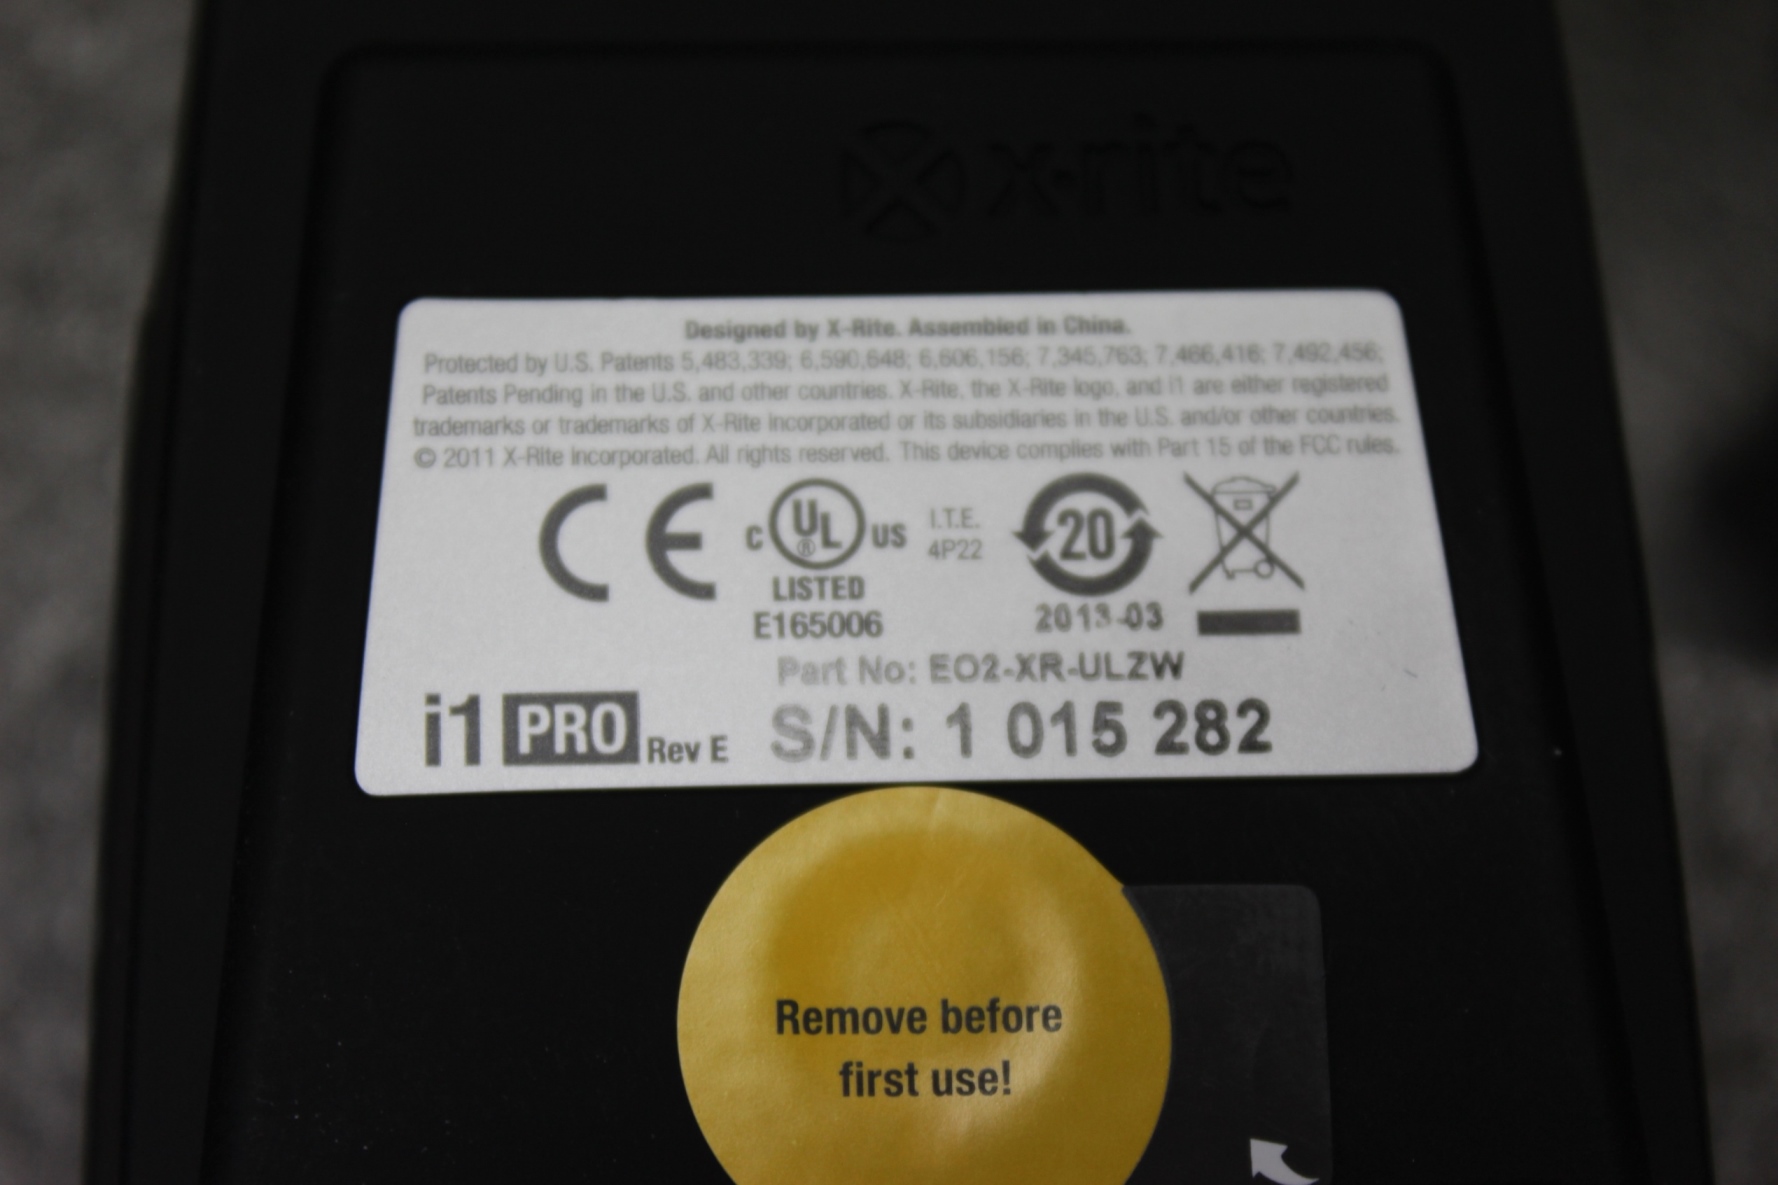 x·rite
Designed by X-Rite. Assembled in China.
Protected by U.S. Patents 5,483,339; 6,590,648; 6,606,156; 7,345,763; 7,466,416; 7,492,456;
Patents Pending in the U.S. and other countries. X-Rite, the X-Rite logo, and i1 are either registered
trademarks or trademarks of X-Rite Incorporated or its subsidiaries in the U.S. and/or other countries.
© 2011 X-Rite Incorporated. All rights reserved. This device complies with Part 15 of the FCC rules.
CE c UL ® US I.T.E. 20
4P22
LISTED
E165006 2013-03
Part No: EO2-XR-ULZW
i1 PRO Rev E S/N: 1 015 282
Remove before
first use!